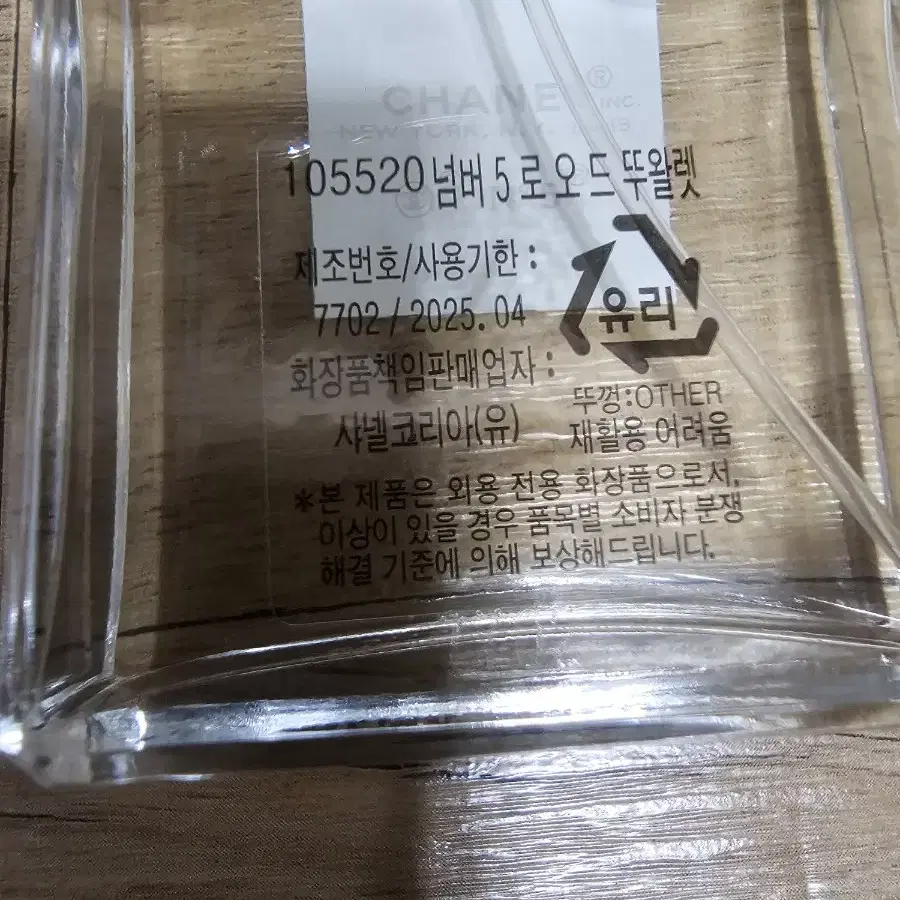 CHANEL® INC.
NEW YORK, N.Y.
105520 넘버 5 로 오 드 뚜왈렛
제조번호/사용기한 :
7702 / 2025. 04
유리
화장품책임판매업자 :
샤넬코리아(유)
뚜껑:OTHER
재활용 어려움
*본 제품은 외용 전용 화장품으로서,
이상이 있을 경우 품목별 소비자 분쟁
해결 기준에 의해 보상해드립니다.